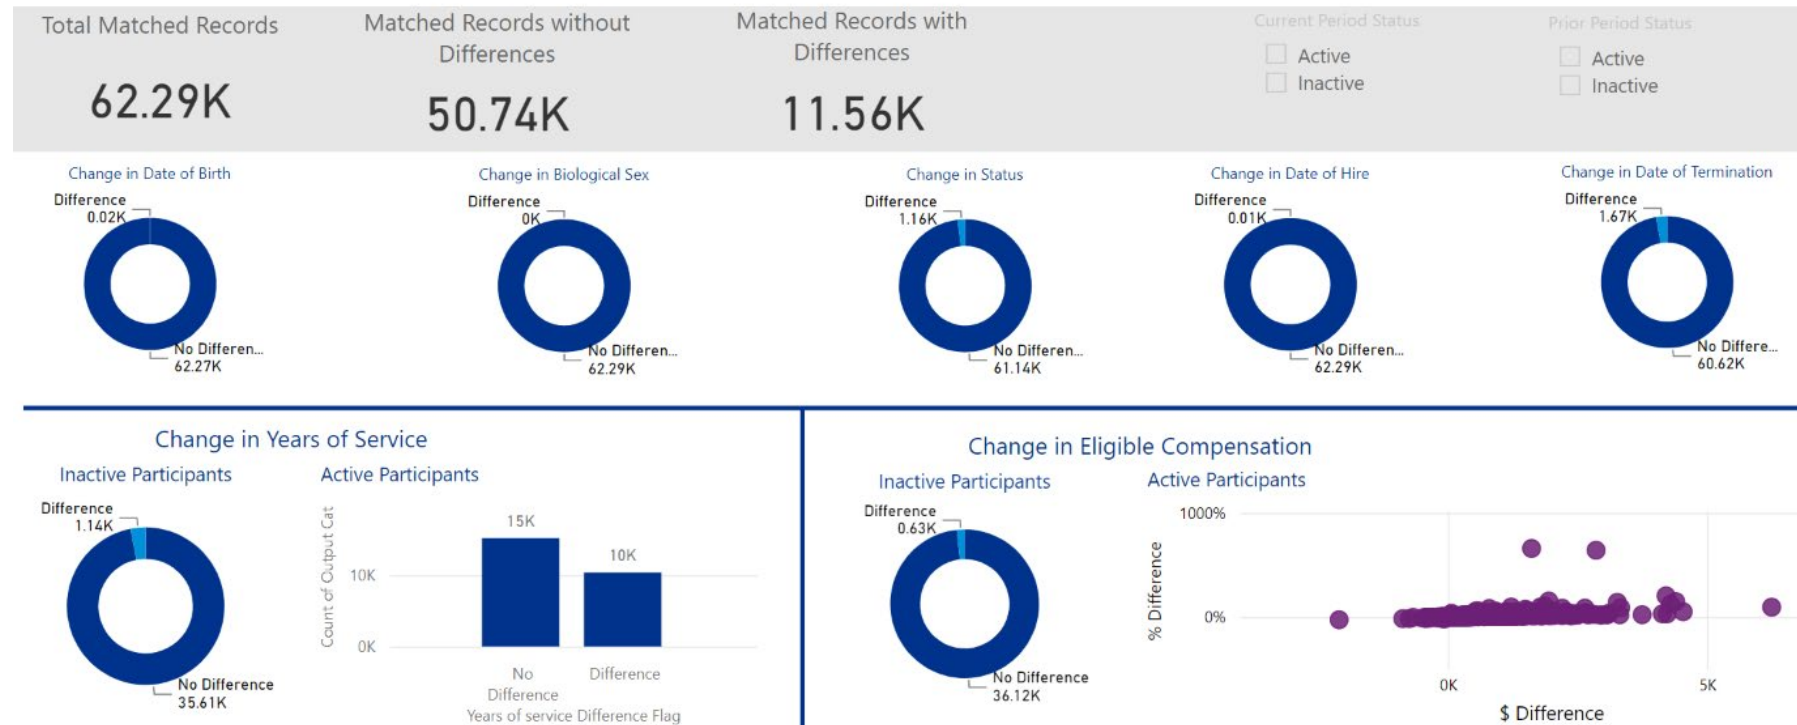 Total Matched Records
62.29K
Matched Records without
Differences
50.74K
Matched Records with
Differences
11.56K
Current Period Status
Active
Inactive
Prior Period Status
Active
Inactive
Change in Date of Birth
Difference
0.02K
No Differen...
62.27K
Change in Biological Sex
Difference
0K
No Differen...
62.29K
Change in Status
Difference
1.16K
No Differen...
61.14K
Change in Date of Hire
Difference
0.01K
No Differen...
62.29K
Change in Date of Termination
Difference
1.67K
No Differe...
60.62K
Change in Years of Service
Inactive Participants
Difference
1.14K
No Difference
35.61K
Active Participants
Count of Output Cat
10K
0K
15K
10K
No
Difference
Difference
Years of service Difference Flag
Change in Eligible Compensation
Inactive Participants
Difference
0.63K
No Difference
36.12K
Active Participants
% Difference
1000%
0%
0K
5K
$ Difference